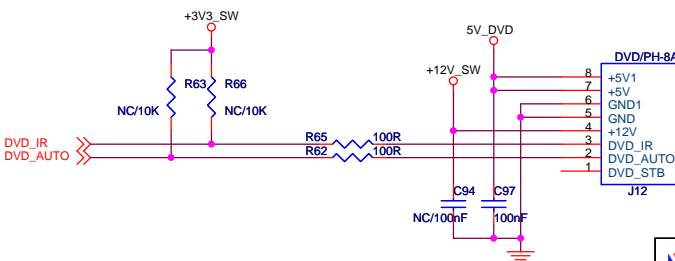 +3V3_SW
5V_DVD
+12V_SW
DVD/PH-8A
R63 R66
NC/10K NC/10K
8 +5V1
7 +5V
6 GND1
5 GND
4 +12V
3 DVD_IR
2 DVD_AUTO
1 DVD_STB
J12
DVD_IR
DVD_AUTO
R65 100R
R62 100R
C94 C97
NC/100nF 100nF